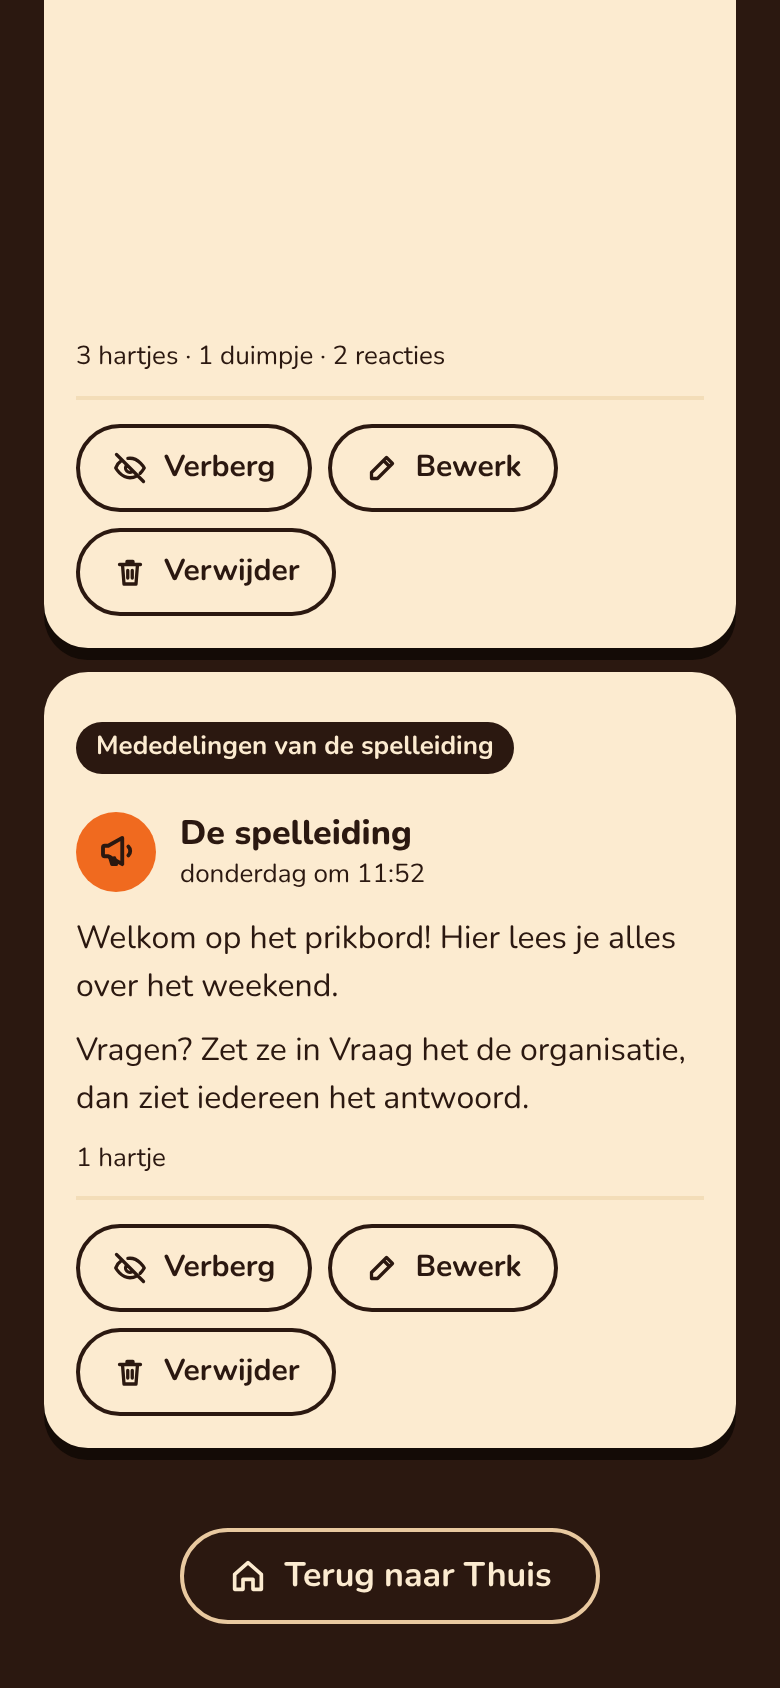 3 hartjes · 1 duimpje · 2 reacties
Verberg
Bewerk
Verwijder
Mededelingen van de spelleiding
De spelleiding
donderdag om 11:52
Welkom op het prikbord! Hier lees je alles
over het weekend.
Vragen? Zet ze in Vraag het de organisatie,
dan ziet iedereen het antwoord.
1 hartje
Verberg
Bewerk
Verwijder
Terug naar Thuis